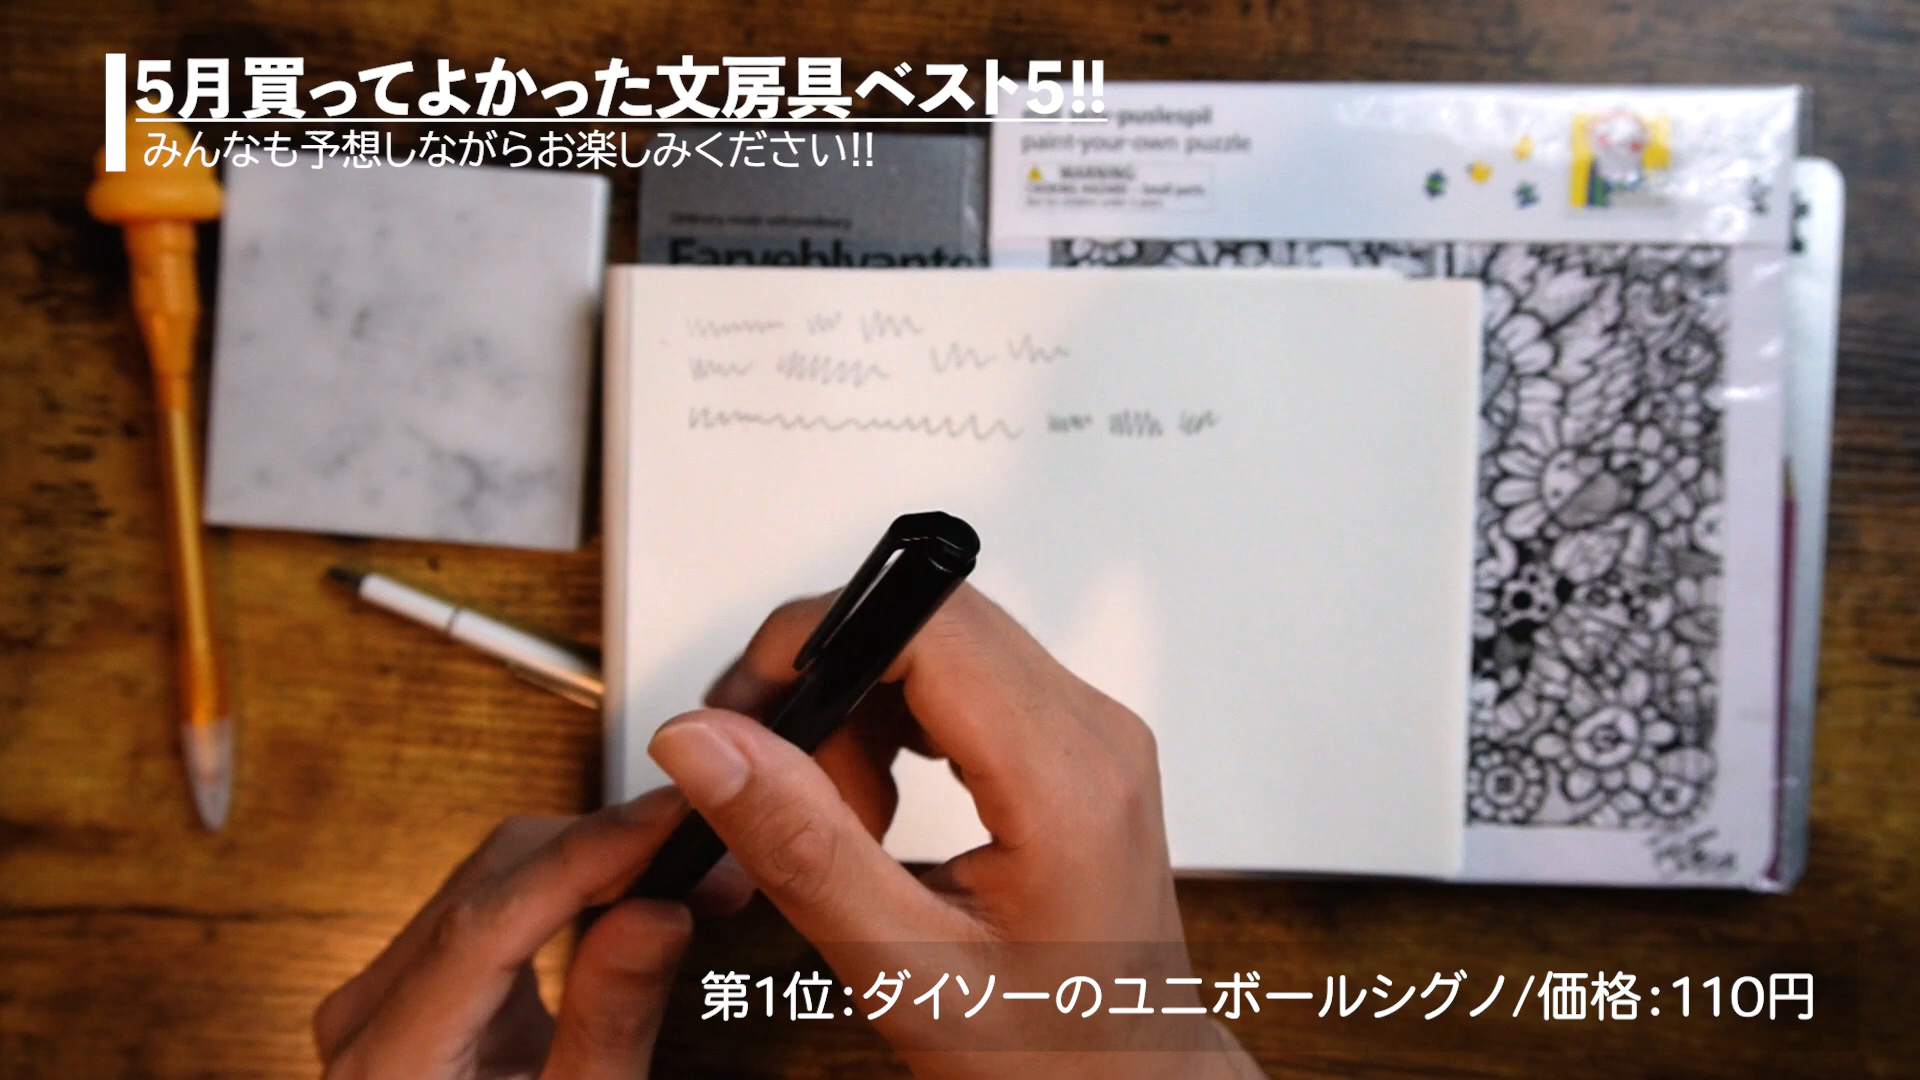 5月買ってよかった文房具ベスト5!!
みんなも予想しながらお楽しみください!!
puslespil
paint-your-own puzzle
WARNING
Farveblyante
第1位:ダイソーのユニボールシグノ/価格:110円